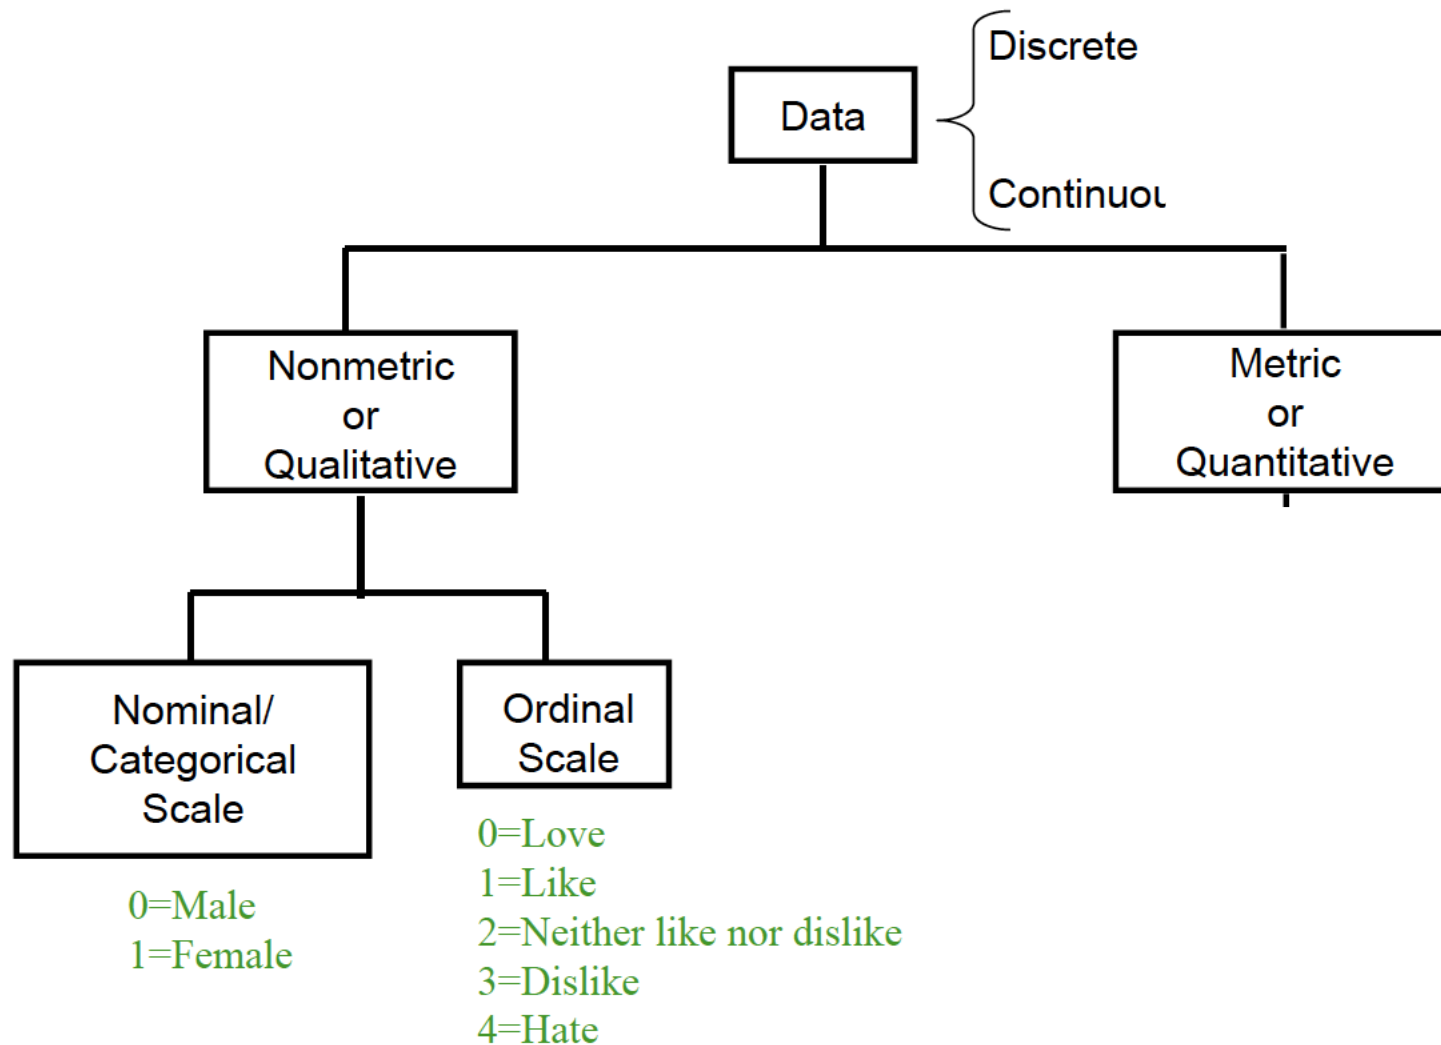 Discrete
Data
Continuou
Nonmetric
or
Qualitative
Metric
or
Quantitative
Nominal/
Categorical
Scale
Ordinal
Scale
0=Male
1=Female
0=Love
1=Like
2=Neither like nor dislike
3=Dislike
4=Hate